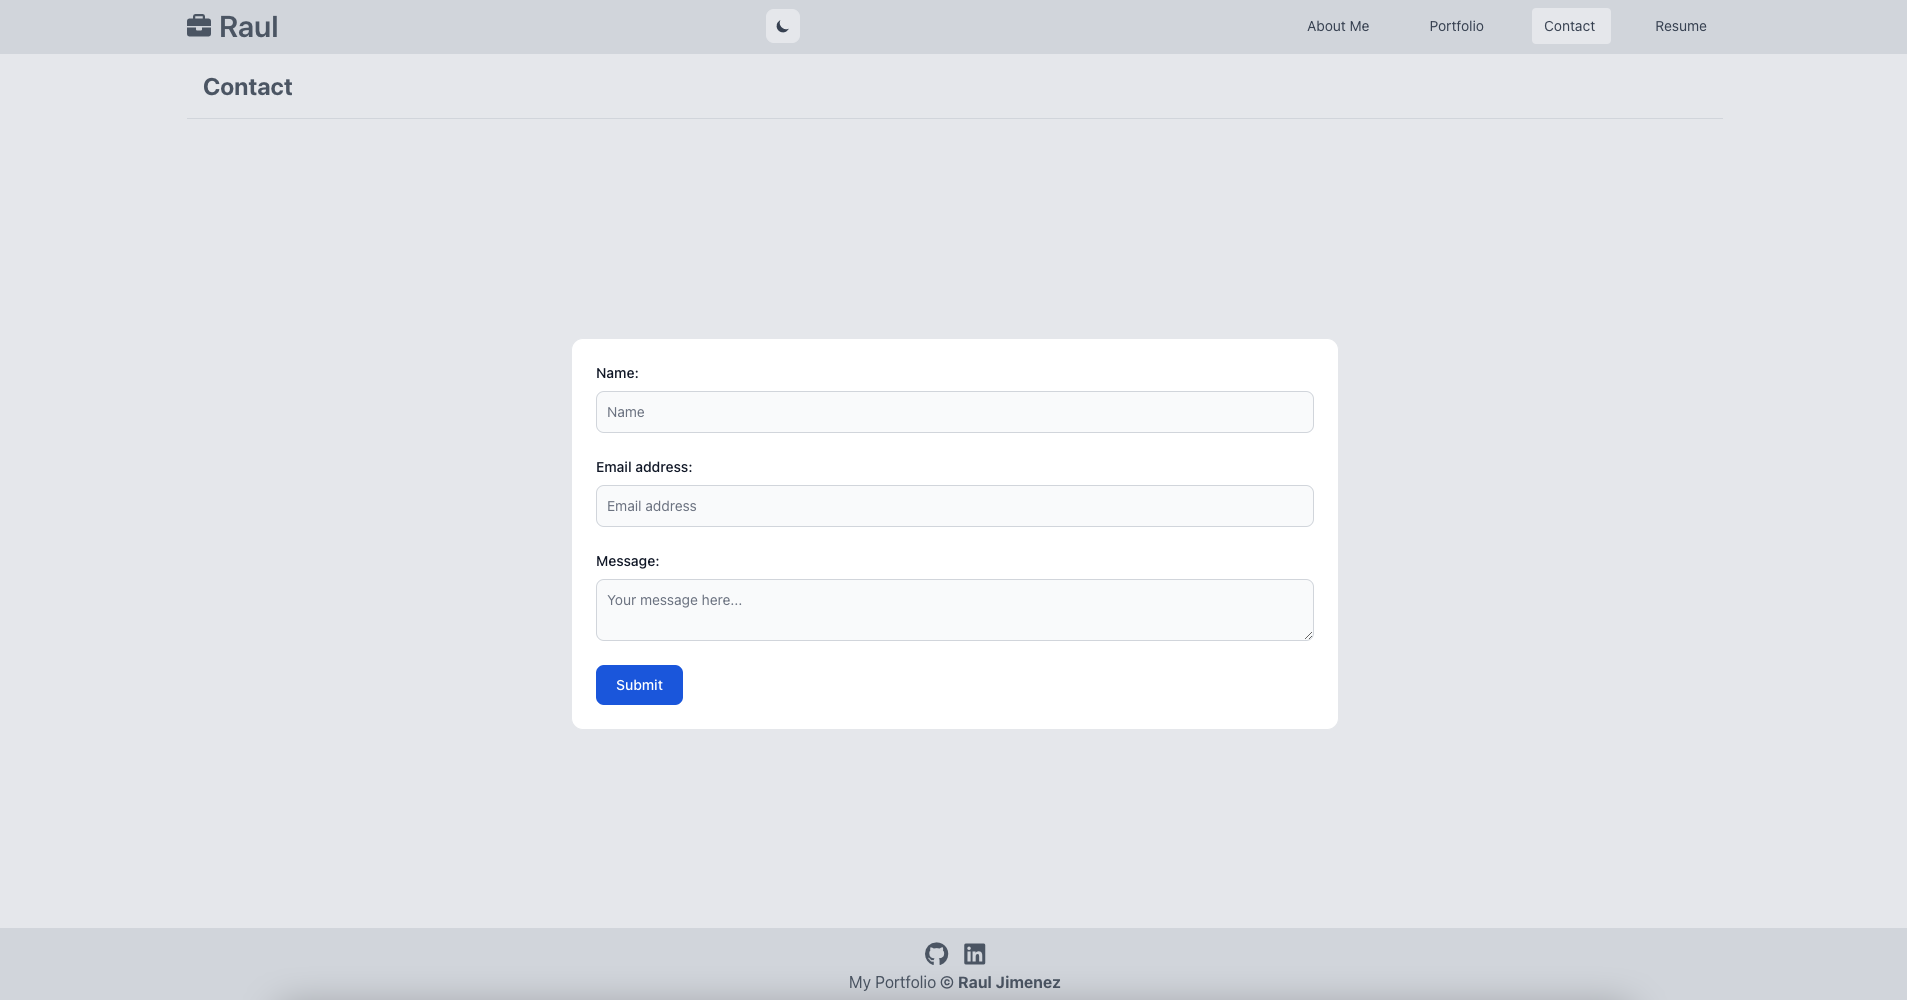 Raul
About Me
Portfolio
Contact
Resume
Contact
Name:
Name
Email address:
Email address
Message:
Your message here...
Submit
My Portfolio © Raul Jimenez